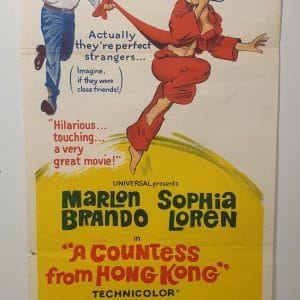 Actually
they're perfect
strangers...
(Imagine,
if they were
close friends!)
"Hilarious...
touching...
a very
great movie!"
UNIVERSAL presents
MARLON SOPHIA
BRANDO LOREN
in
"A COUNTESS
FROM HONG KONG"
TECHNICOLOR